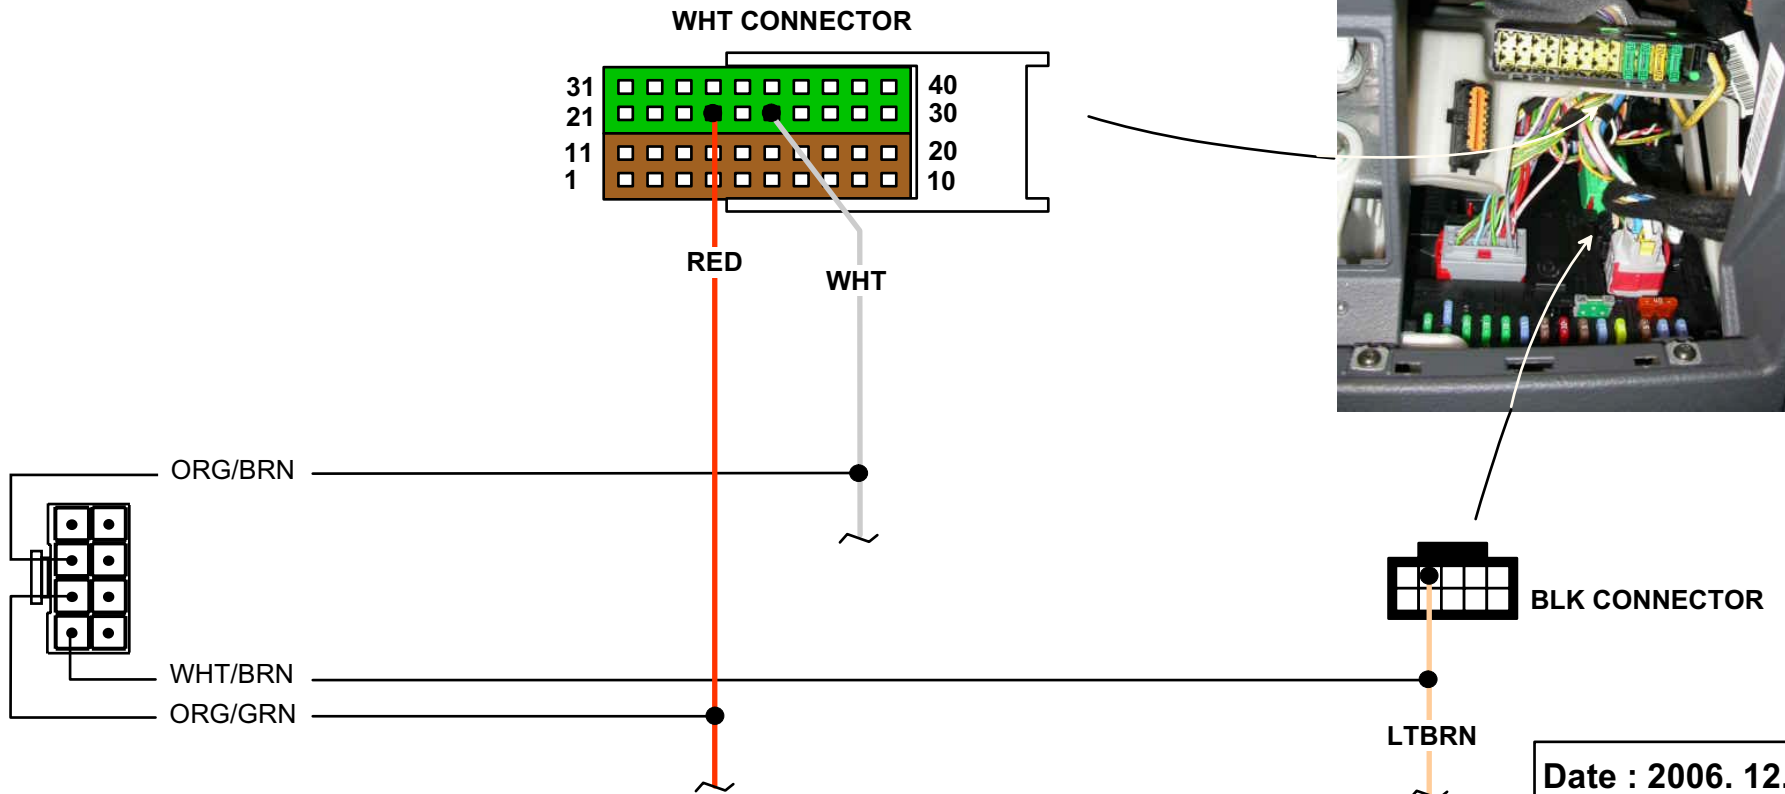 WHT CONNECTOR
31 40
21 30
11 20
1 10
RED
WHT
ORG/BRN
BLK CONNECTOR
WHT/BRN
ORG/GRN
LTBRN
Date : 2006. 12.